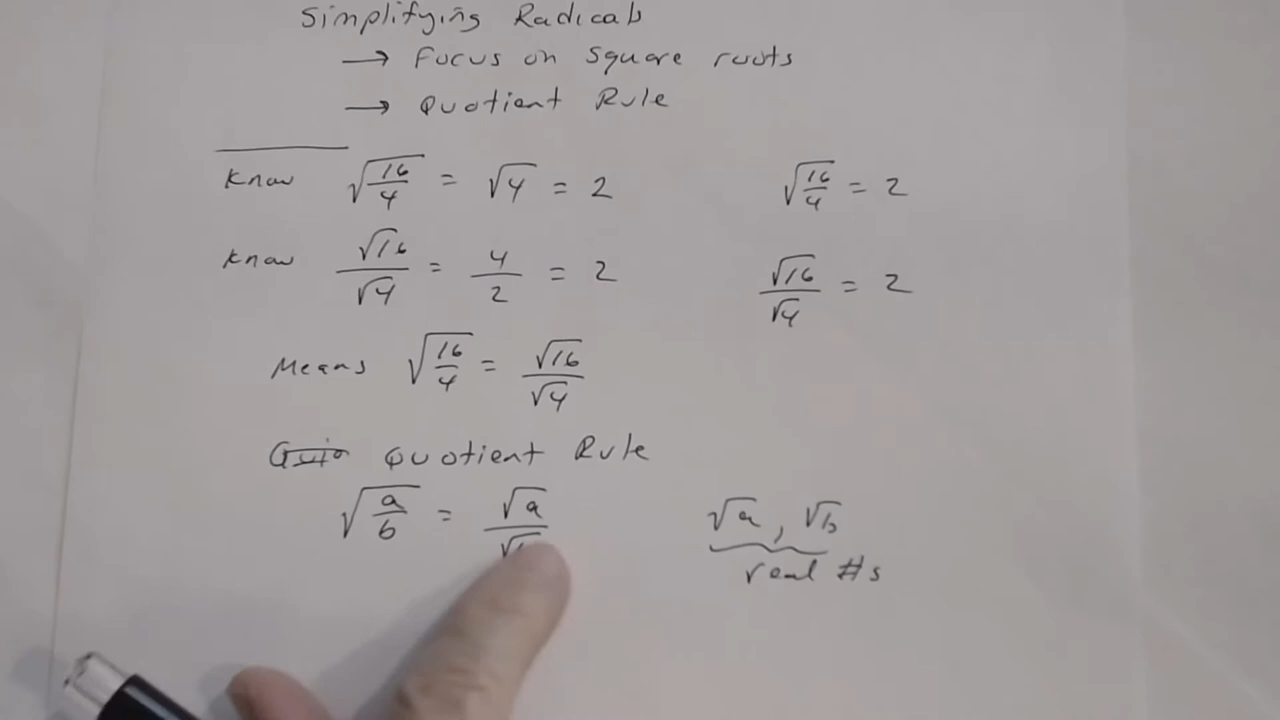 Simplifying Radicals
→ Focus on Square roots
→ Quotient Rule
Know √(16/4) = √4 = 2    √(16/4) = 2
Know √16/√4 = 4/2 = 2    √16/√4 = 2
Means √(16/4) = √16/√4
Quotient Rule
√(a/b) = √a/√    √a, √b
real #s